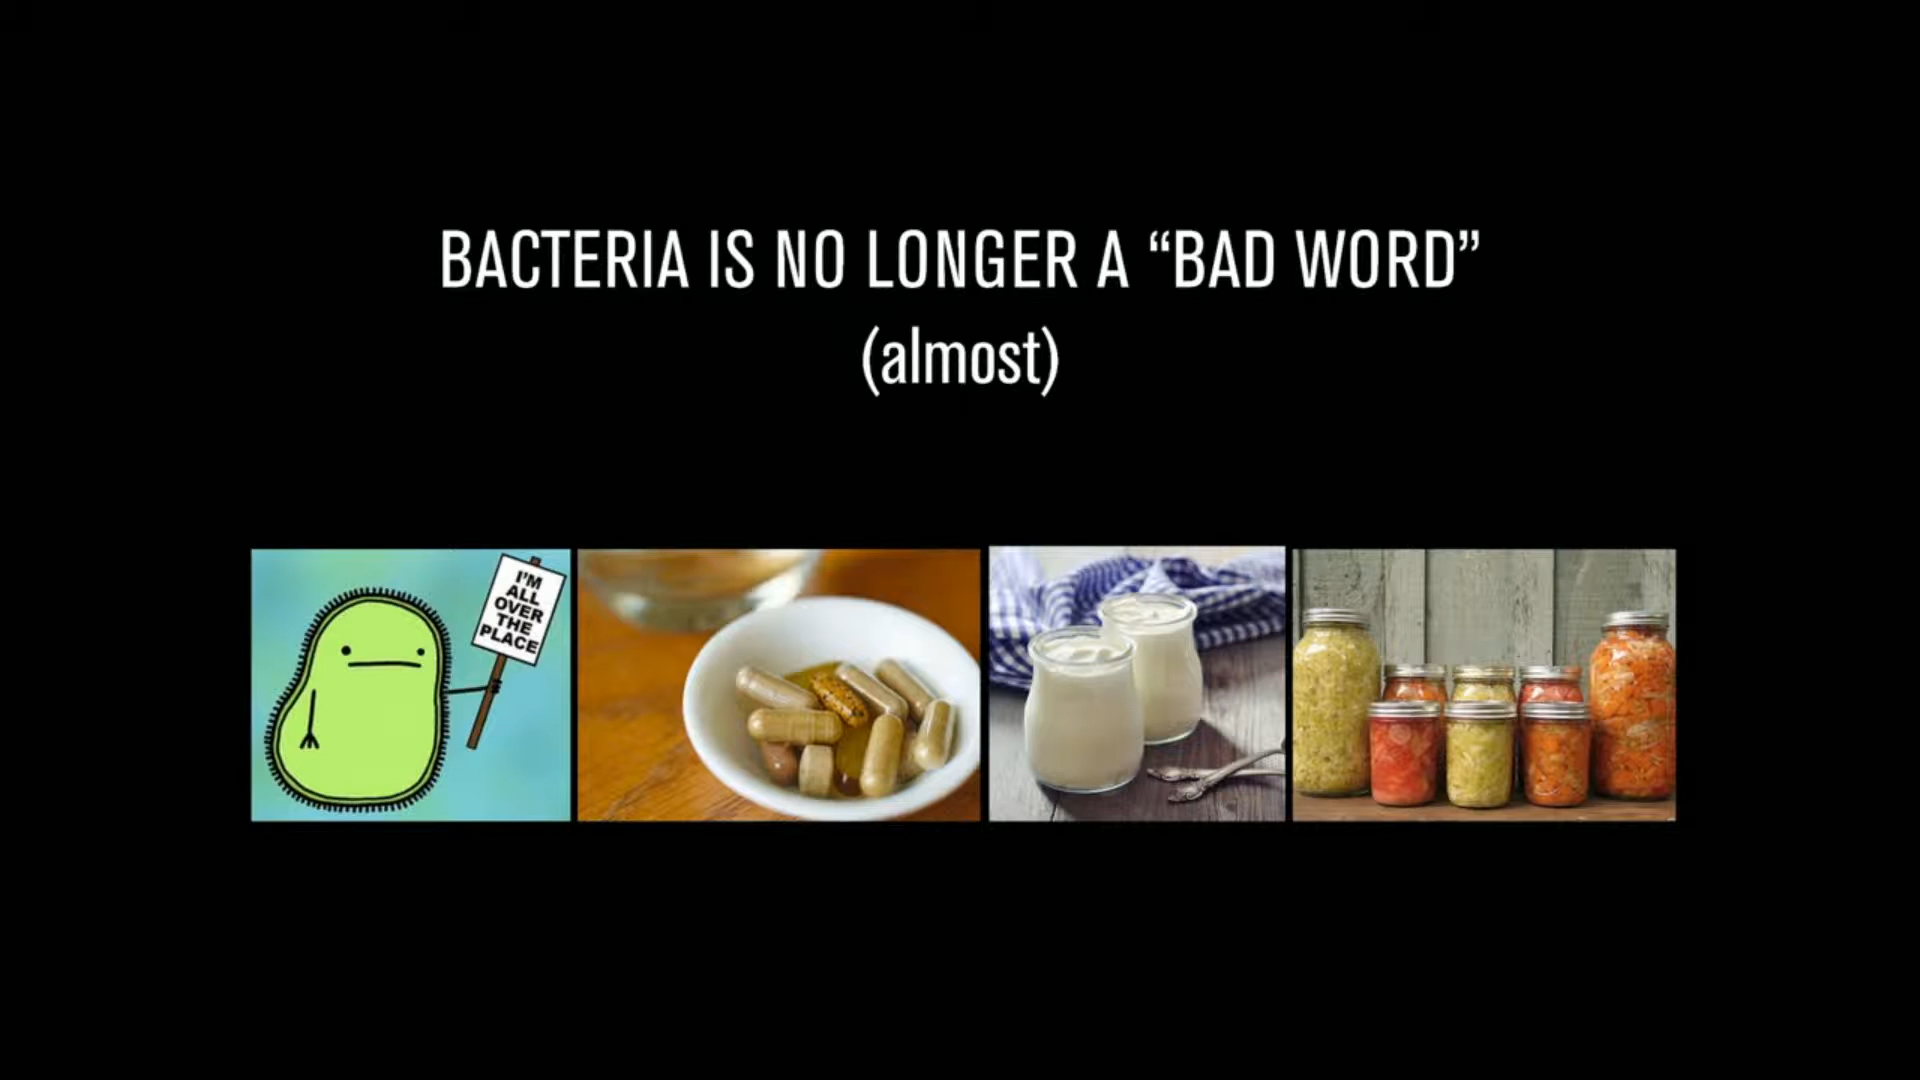 BACTERIA IS NO LONGER A “BAD WORD”
(almost)
I'M
ALL
OVER
THE
PLACE